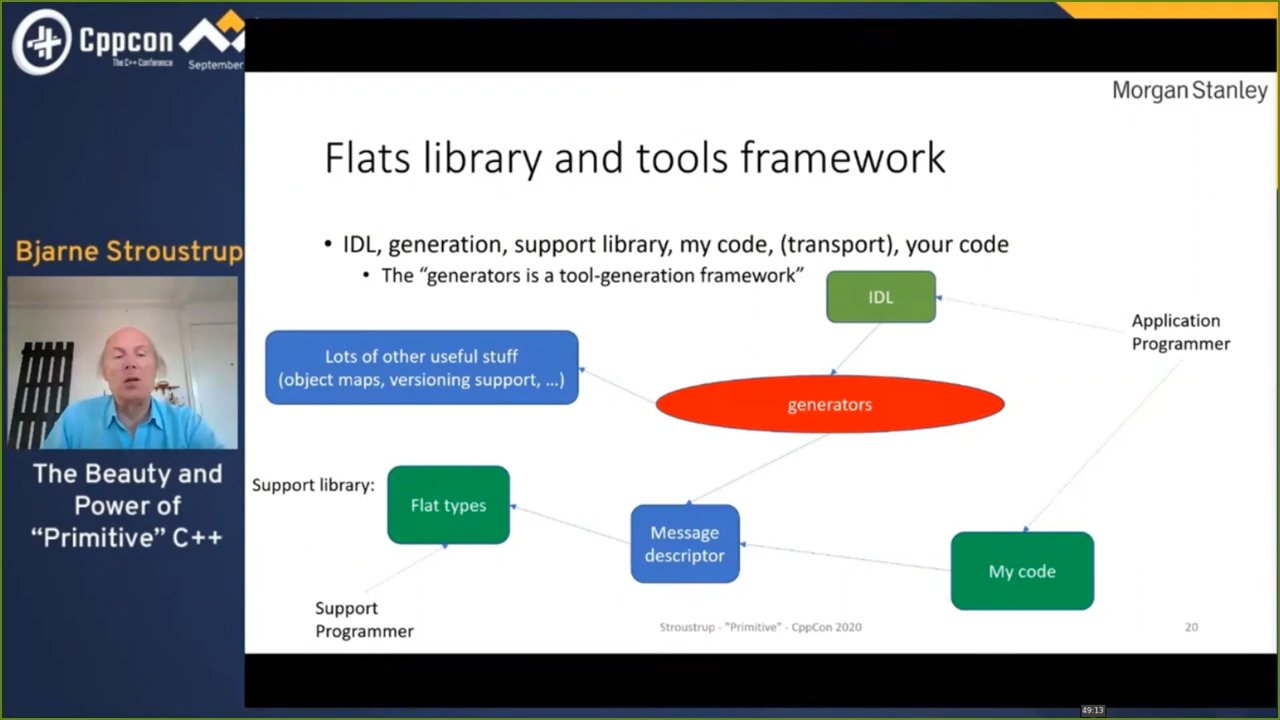 Cppcon
The C++ Conference
September
Morgan Stanley
Flats library and tools framework
• IDL, generation, support library, my code, (transport), your code
• The “generators is a tool-generation framework”
IDL
Application
Programmer
Lots of other useful stuff
(object maps, versioning support, ...)
generators
Support library:
Flat types
Message
descriptor
My code
Support
Programmer
Stroustrup - "Primitive" - CppCon 2020
20
Bjarne Stroustrup
The Beauty and
Power of
“Primitive” C++
49:13